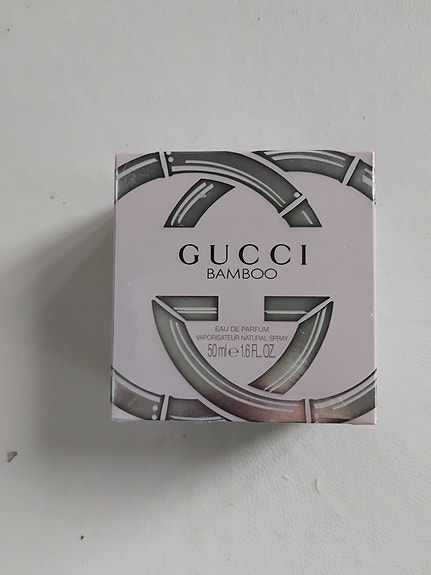 GUCCI
BAMBOO
EAU DE PARFUM
VAPORISATEUR NATURAL SPRAY
50 ml e 1.6 FL.OZ.